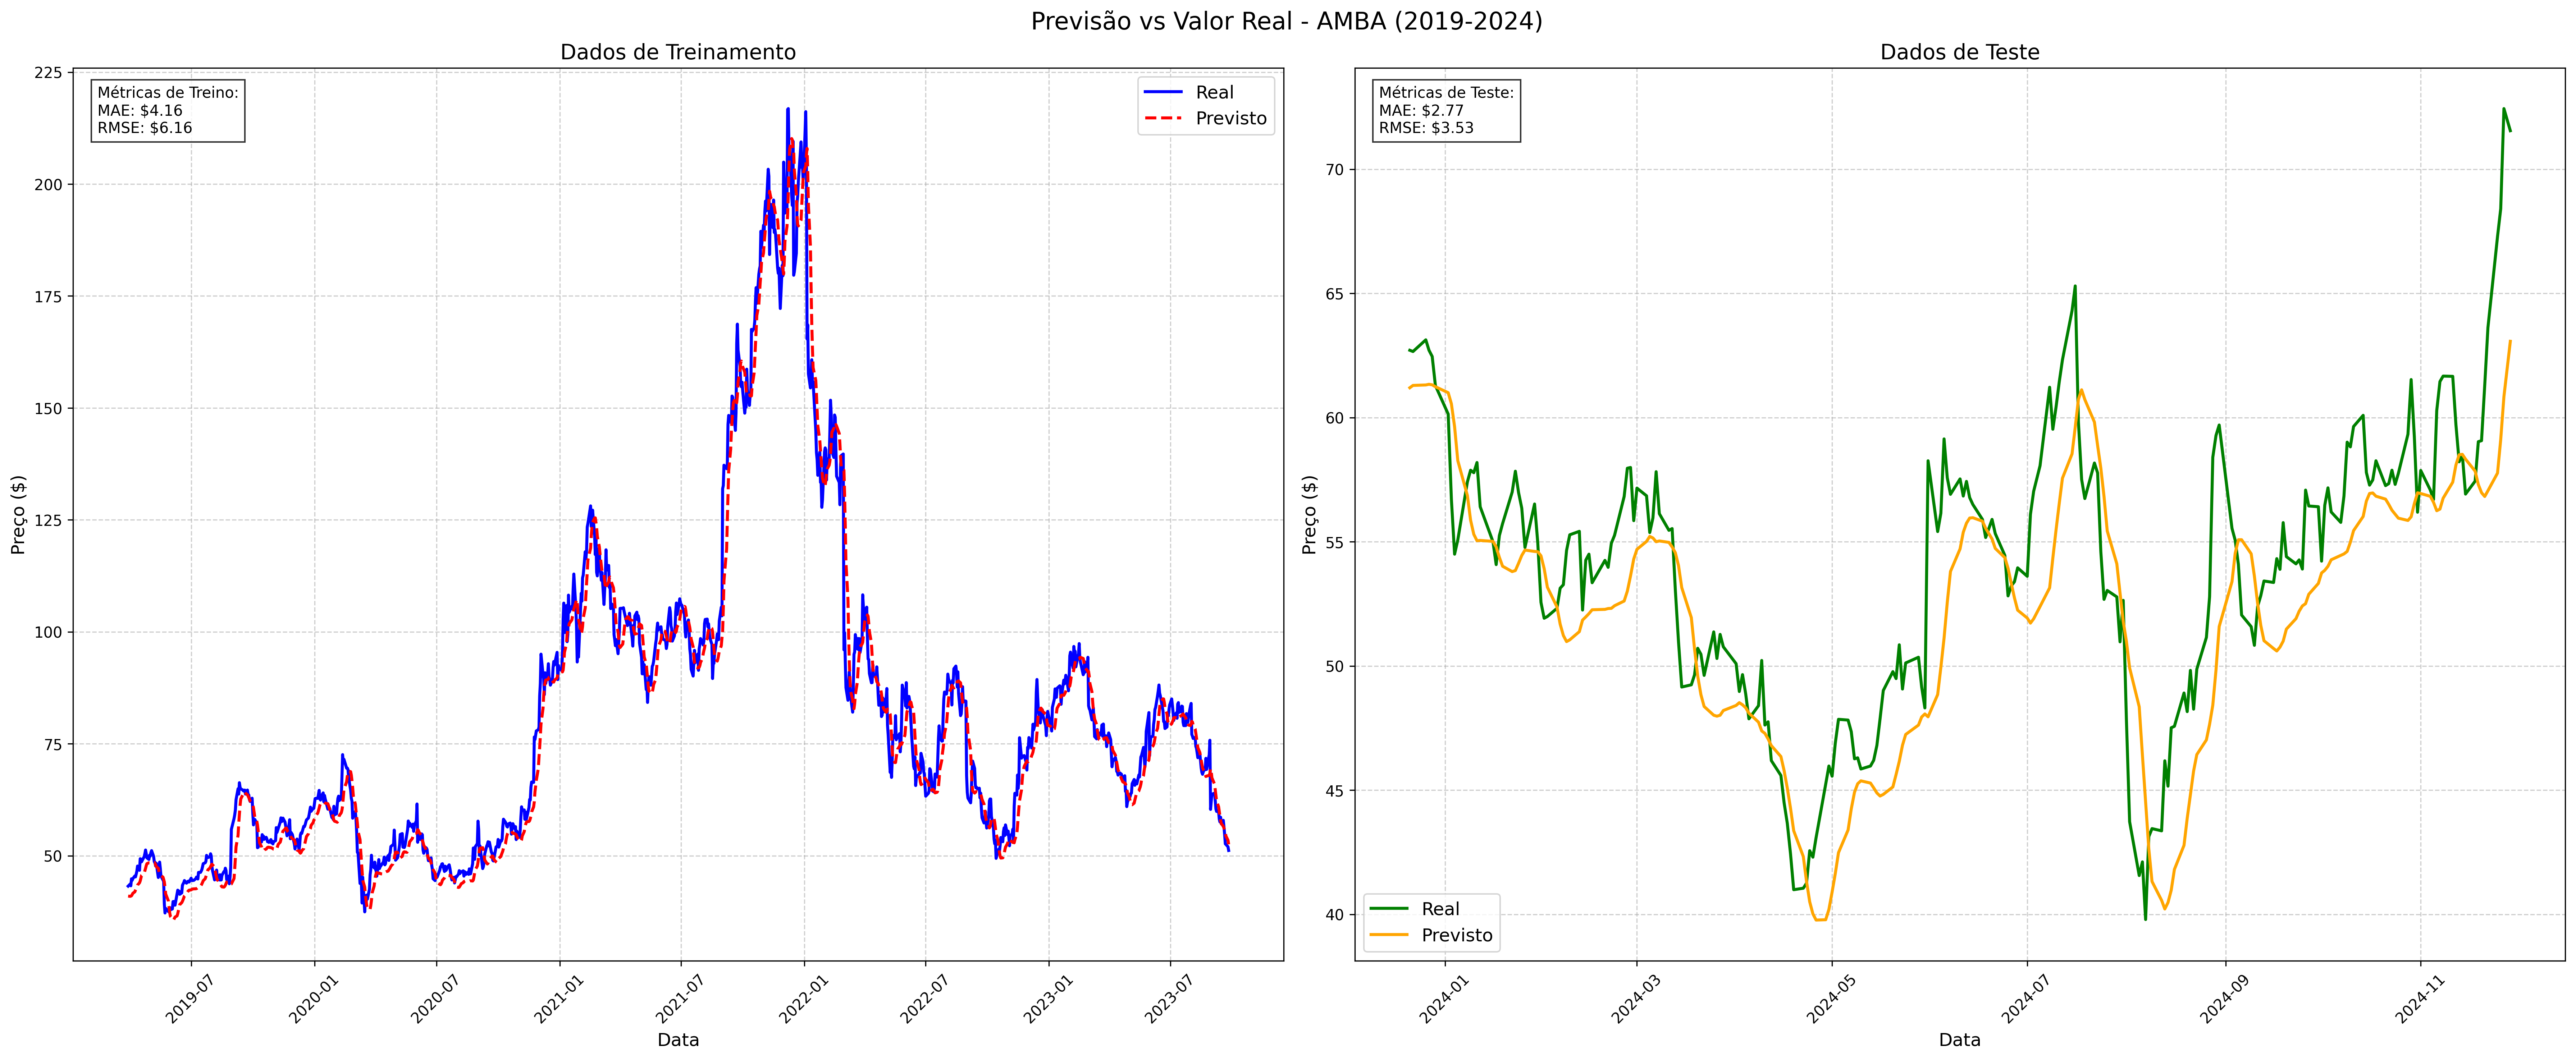 Previsão vs Valor Real - AMBA (2019-2024)
Dados de Treinamento
Métricas de Treino:
MAE: $4.16
RMSE: $6.16
Real
Previsto
225
200
175
150
125
100
75
50
Preço ($)
2019-07
2020-01
2020-07
2021-01
2021-07
2022-01
2022-07
2023-01
2023-07
Data
Dados de Teste
Métricas de Teste:
MAE: $2.77
RMSE: $3.53
70
65
60
55
50
45
40
Preço ($)
Real
Previsto
2024-01
2024-03
2024-05
2024-07
2024-09
2024-11
Data